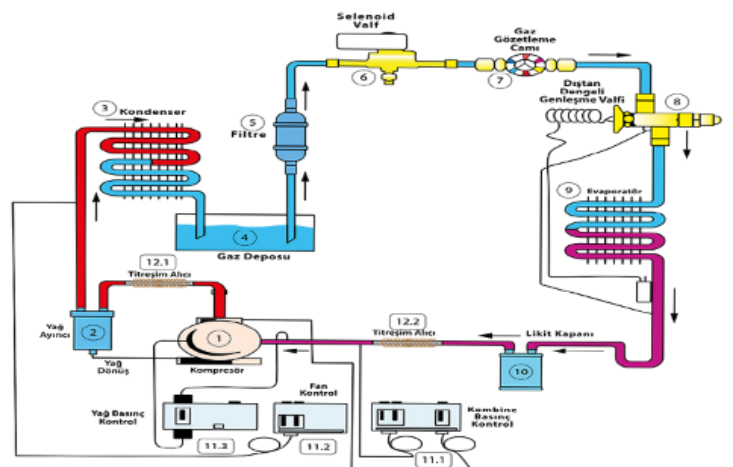 Selenoid
Valf
6
Gaz
Gözetleme
Camı
7
Dıştan
Dengeli
Genleşme Valfi
8
3
Kondenser
5
Filtre
9
Evaporatör
4
Gaz Deposu
12.1
Titreşim Alıcı
Yağ
Ayırıcı
2
Yağ
Dönüş
1
Kompresör
12.2
Titreşim Alıcı
Likit Kapanı
10
Fan
Kontrol
Yağ Basınç
Kontrol
11.3
11.2
Kombine
Basınç
Kontrol
11.1